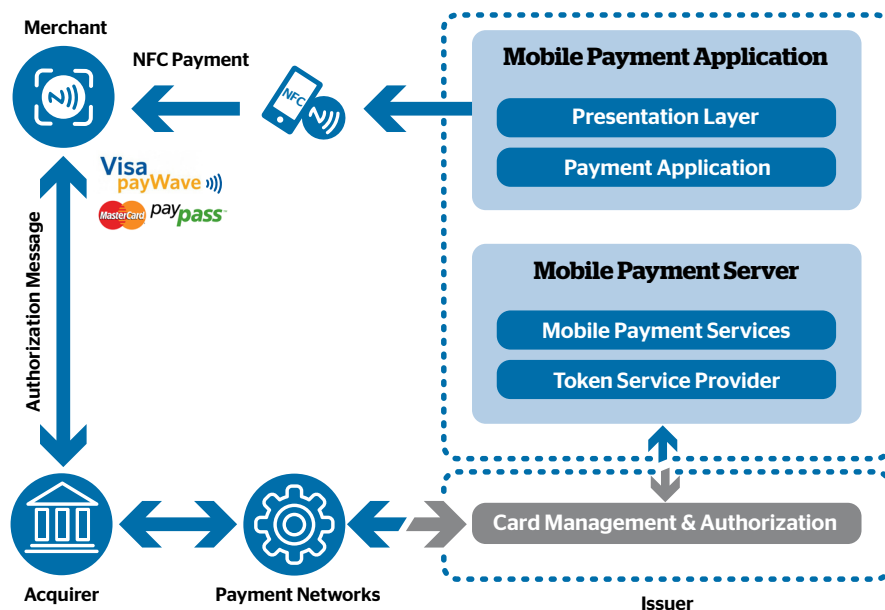 Merchant
NFC Payment
NFC
Visa
payWave
MasterCard
paypass™
Authorization Message
Mobile Payment Application
Presentation Layer
Payment Application
Mobile Payment Server
Mobile Payment Services
Token Service Provider
Card Management & Authorization
Acquirer
Payment Networks
Issuer